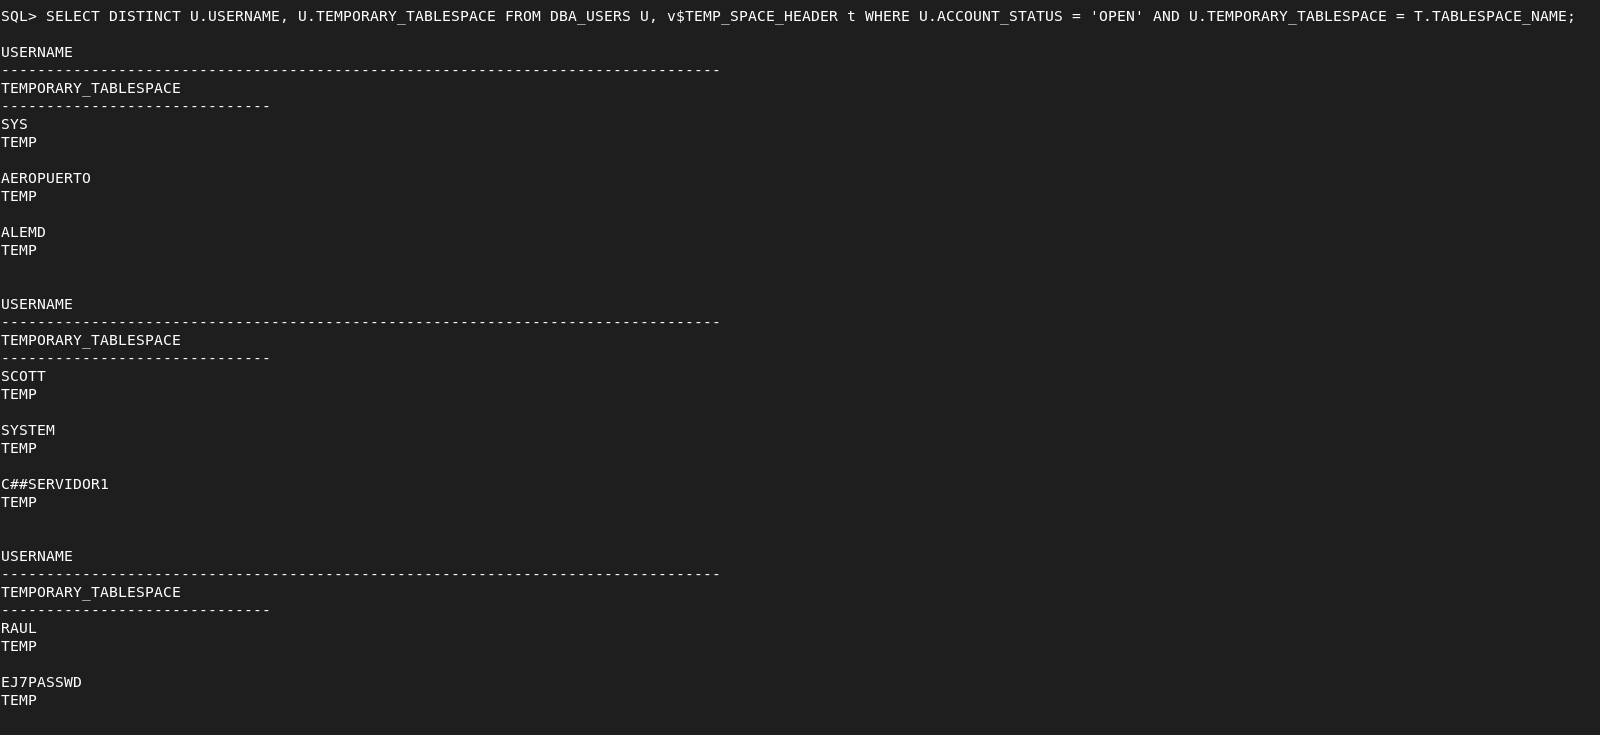 SQL> SELECT DISTINCT U.USERNAME, U.TEMPORARY_TABLESPACE FROM DBA_USERS U, v$TEMP_SPACE_HEADER t WHERE U.ACCOUNT_STATUS = 'OPEN' AND U.TEMPORARY_TABLESPACE = T.TABLESPACE_NAME;
USERNAME
--------------------------------------------------------------------------------
TEMPORARY_TABLESPACE
------------------------------
SYS
TEMP
AEROPUERTO
TEMP
ALEMD
TEMP
USERNAME
--------------------------------------------------------------------------------
TEMPORARY_TABLESPACE
------------------------------
SCOTT
TEMP
SYSTEM
TEMP
C##SERVIDOR1
TEMP
USERNAME
--------------------------------------------------------------------------------
TEMPORARY_TABLESPACE
------------------------------
RAUL
TEMP
EJ7PASSWD
TEMP